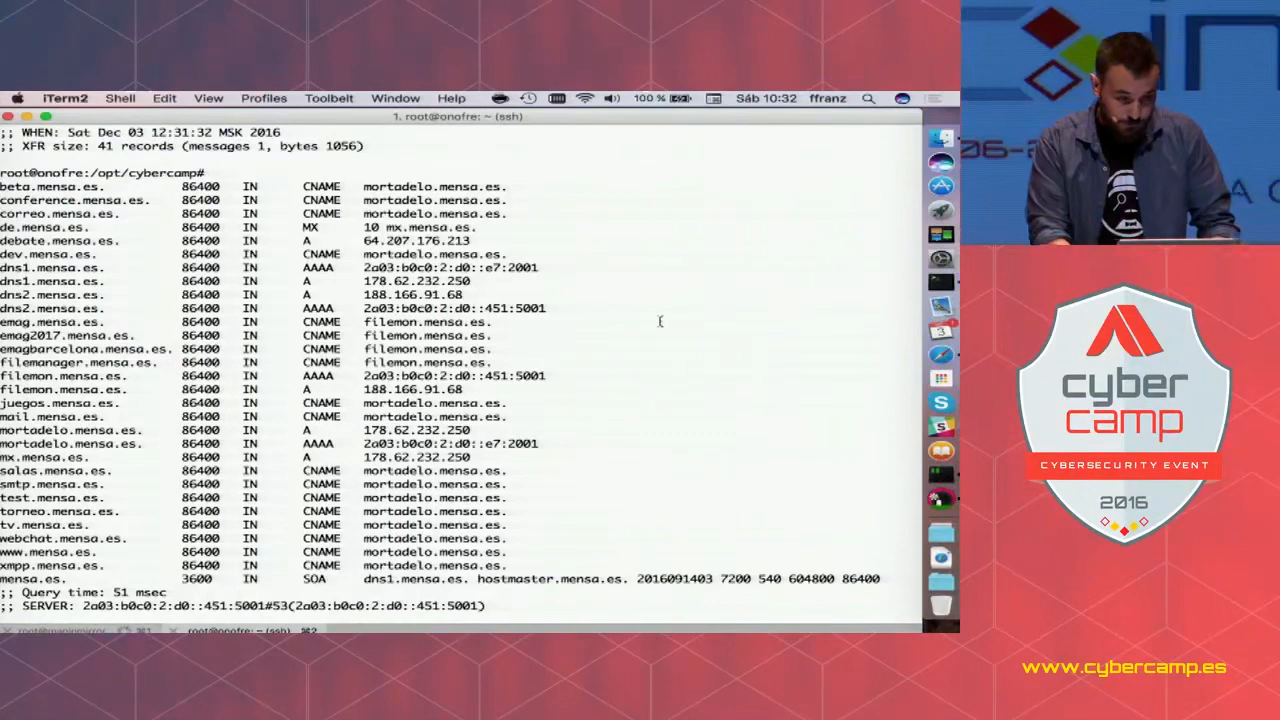 iTerm2 Shell Edit View Profiles Toolbelt Window Help 100 % Sáb 10:32 ffranz
1. root@onofre: ~ (ssh)
;; WHEN: Sat Dec 03 12:31:32 MSK 2016
;; XFR size: 41 records (messages 1, bytes 1056)
root@onofre:/opt/cybercamp#
beta.mensa.es. 86400 IN CNAME mortadelo.mensa.es.
conference.mensa.es. 86400 IN CNAME mortadelo.mensa.es.
correo.mensa.es. 86400 IN CNAME mortadelo.mensa.es.
de.mensa.es. 86400 IN MX 10 mx.mensa.es.
debate.mensa.es. 86400 IN A 64.207.176.213
dev.mensa.es. 86400 IN CNAME mortadelo.mensa.es.
dns1.mensa.es. 86400 IN AAAA 2a03:b0c0:2:d0::e7:2001
dns1.mensa.es. 86400 IN A 178.62.232.250
dns2.mensa.es. 86400 IN A 188.166.91.68
dns2.mensa.es. 86400 IN AAAA 2a03:b0c0:2:d0::451:5001
emag.mensa.es. 86400 IN CNAME filemon.mensa.es.
emag2017.mensa.es. 86400 IN CNAME filemon.mensa.es.
emagbarcelona.mensa.es. 86400 IN CNAME filemon.mensa.es.
filemanager.mensa.es. 86400 IN CNAME filemon.mensa.es.
filemon.mensa.es. 86400 IN AAAA 2a03:b0c0:2:d0::451:5001
filemon.mensa.es. 86400 IN A 188.166.91.68
juegos.mensa.es. 86400 IN CNAME mortadelo.mensa.es.
mail.mensa.es. 86400 IN CNAME mortadelo.mensa.es.
mortadelo.mensa.es. 86400 IN A 178.62.232.250
mortadelo.mensa.es. 86400 IN AAAA 2a03:b0c0:2:d0::e7:2001
mx.mensa.es. 86400 IN A 178.62.232.250
salas.mensa.es. 86400 IN CNAME mortadelo.mensa.es.
smtp.mensa.es. 86400 IN CNAME mortadelo.mensa.es.
test.mensa.es. 86400 IN CNAME mortadelo.mensa.es.
torneo.mensa.es. 86400 IN CNAME mortadelo.mensa.es.
tv.mensa.es. 86400 IN CNAME mortadelo.mensa.es.
webchat.mensa.es. 86400 IN CNAME mortadelo.mensa.es.
www.mensa.es. 86400 IN CNAME mortadelo.mensa.es.
xmpp.mensa.es. 86400 IN CNAME mortadelo.mensa.es.
mensa.es. 3600 IN SOA dns1.mensa.es. hostmaster.mensa.es. 2016091403 7200 540 604800 86400
;; Query time: 51 msec
;; SERVER: 2a03:b0c0:2:d0::451:5001#53(2a03:b0c0:2:d0::451:5001)
root@onofre: ~ (ssh) ⌘2
cyber
camp
CYBERSECURITY EVENT
2016
www.cybercamp.es